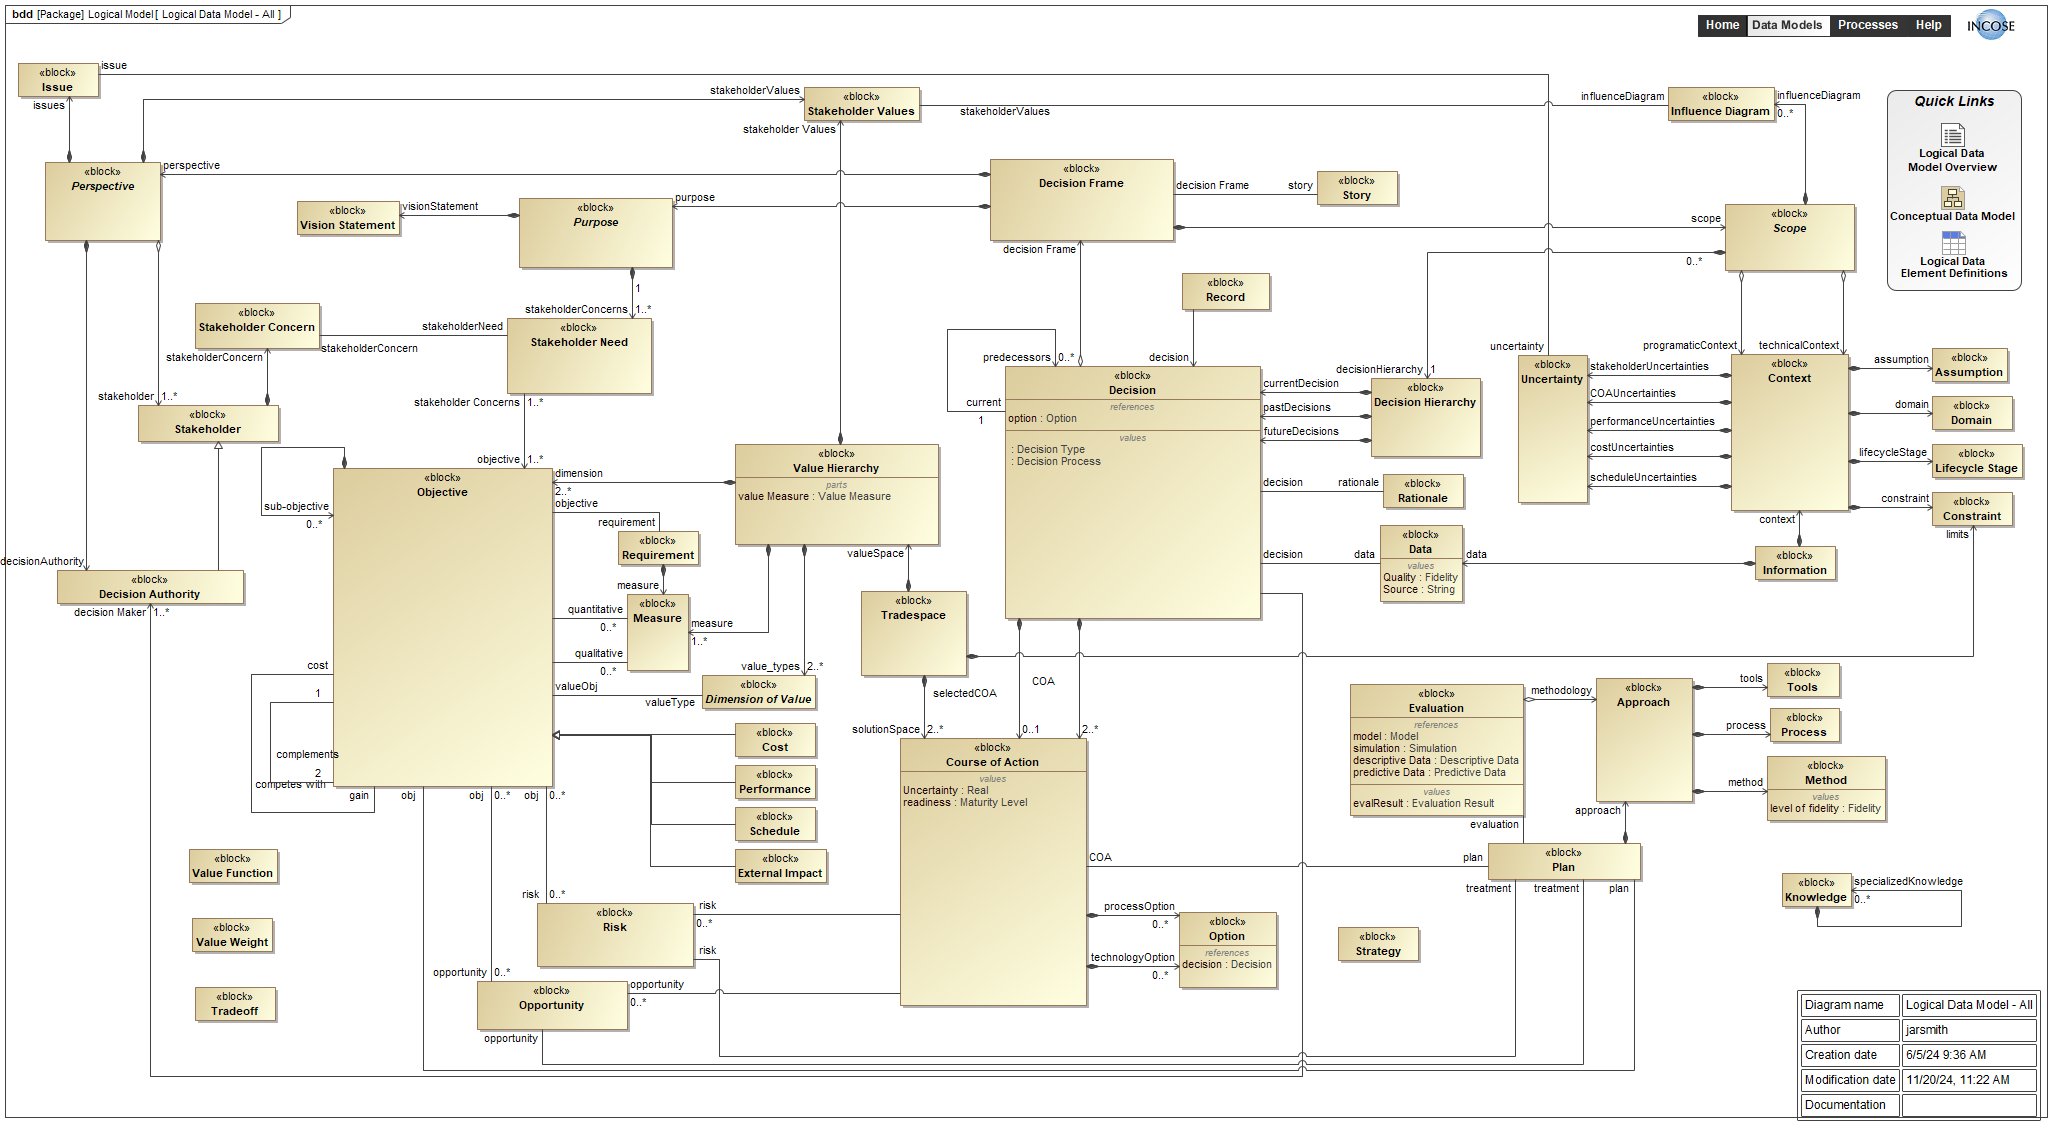 bdd [Package] Logical Model [ Logical Data Model - All ]
Home
Data Models
Processes
Help
INCOSE
Quick Links
Logical Data
Model Overview
Conceptual Data Model
Logical Data
Element Definitions
«block»
Issue
issue
issues
«block»
Perspective
perspective
stakeholderValues
«block»
Stakeholder Values
stakeholderValues
stakeholder Values
influenceDiagram
«block»
Influence Diagram
influenceDiagram
0..*
«block»
Vision Statement
visionStatement
«block»
Purpose
purpose
1
stakeholderConcerns
1..*
«block»
Decision Frame
decision Frame
story
«block»
Story
decision Frame
scope
«block»
Scope
0..*
«block»
Record
decision
«block»
Stakeholder Concern
stakeholderNeed
stakeholderConcern
stakeholderConcern
«block»
Stakeholder Need
stakeholder Concerns
1..*
stakeholder
1..*
«block»
Stakeholder
objective
1..*
predecessors
0..*
current
1
«block»
Decision
references
option : Option
values
: Decision Type
: Decision Process
decisionHierarchy
1
«block»
Decision Hierarchy
currentDecision
pastDecisions
futureDecisions
uncertainty
«block»
Uncertainty
stakeholderUncertainties
COAUncertainties
performanceUncertainties
costUncertainties
scheduleUncertainties
programaticContext
technicalContext
«block»
Context
assumption
«block»
Assumption
domain
«block»
Domain
lifecycleStage
«block»
Lifecycle Stage
constraint
«block»
Constraint
limits
context
«block»
Information
decision
rationale
«block»
Rationale
decision
data
«block»
Data
values
Quality : Fidelity
Source : String
data
sub-objective
0..*
«block»
Objective
dimension
2..*
objective
requirement
«block»
Requirement
measure
«block»
Measure
quantitative
0..*
qualitative
0..*
measure
1..*
«block»
Value Hierarchy
parts
value Measure : Value Measure
valueSpace
«block»
Tradespace
value_types
2..*
valueObj
valueType
«block»
Dimension of Value
decisionAuthority
«block»
Decision Authority
decision Maker
1..*
cost
1
complements
2
competes with
gain
obj
obj
0..*
obj
0..*
«block»
Cost
«block»
Performance
«block»
Schedule
«block»
External Impact
selectedCOA
solutionSpace
2..*
COA
0..1
2..*
«block»
Course of Action
values
Uncertainty : Real
readiness : Maturity Level
«block»
Evaluation
references
model : Model
simulation : Simulation
descriptive Data : Descriptive Data
predictive Data : Predictive Data
values
evalResult : Evaluation Result
evaluation
methodology
«block»
Approach
approach
tools
«block»
Tools
process
«block»
Process
method
«block»
Method
values
level of fidelity : Fidelity
COA
plan
«block»
Plan
treatment
treatment
plan
«block»
Value Function
«block»
Value Weight
«block»
Tradeoff
risk
0..*
«block»
Risk
risk
0..*
risk
opportunity
0..*
«block»
Opportunity
opportunity
0..*
opportunity
processOption
0..*
technologyOption
0..*
«block»
Option
references
decision : Decision
«block»
Strategy
«block»
Knowledge
specializedKnowledge
0..*
Diagram name
Logical Data Model - All
Author
jarsmith
Creation date
6/5/24 9:36 AM
Modification date
11/20/24, 11:22 AM
Documentation